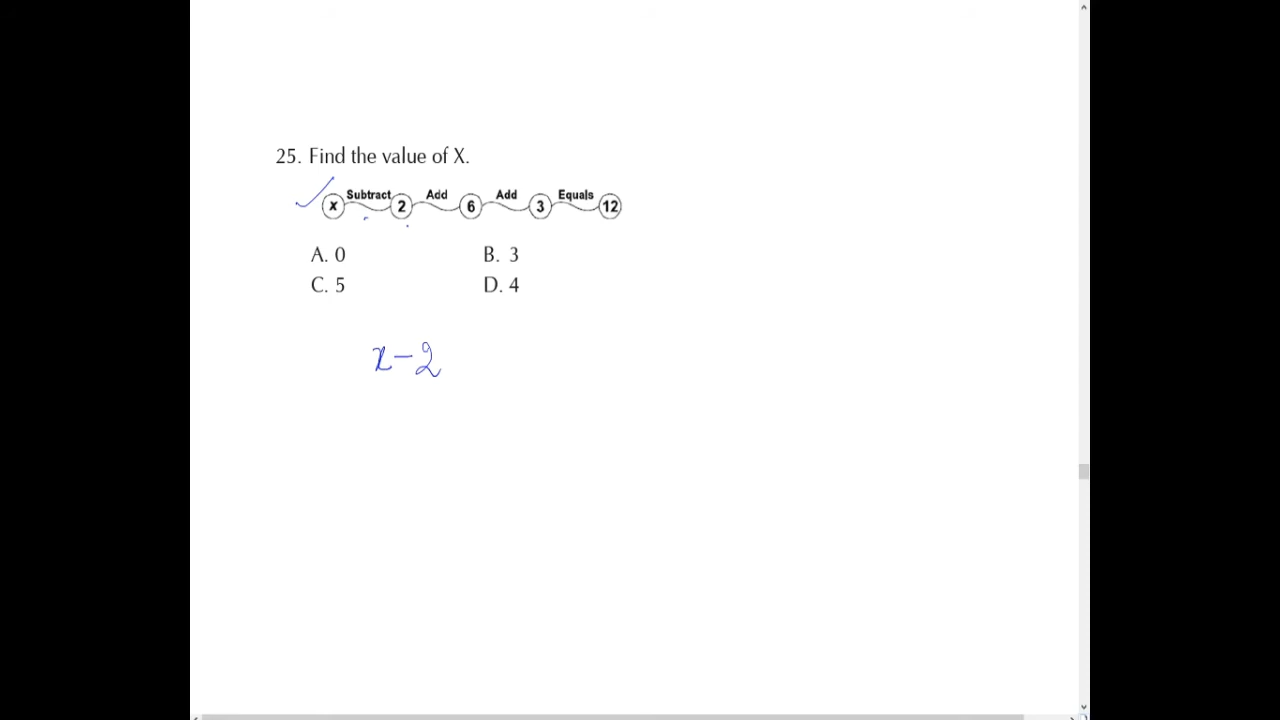 25. Find the value of X.
Subtract Add Add Equals
x 2 6 3 12
A. 0 B. 3
C. 5 D. 4
x-2